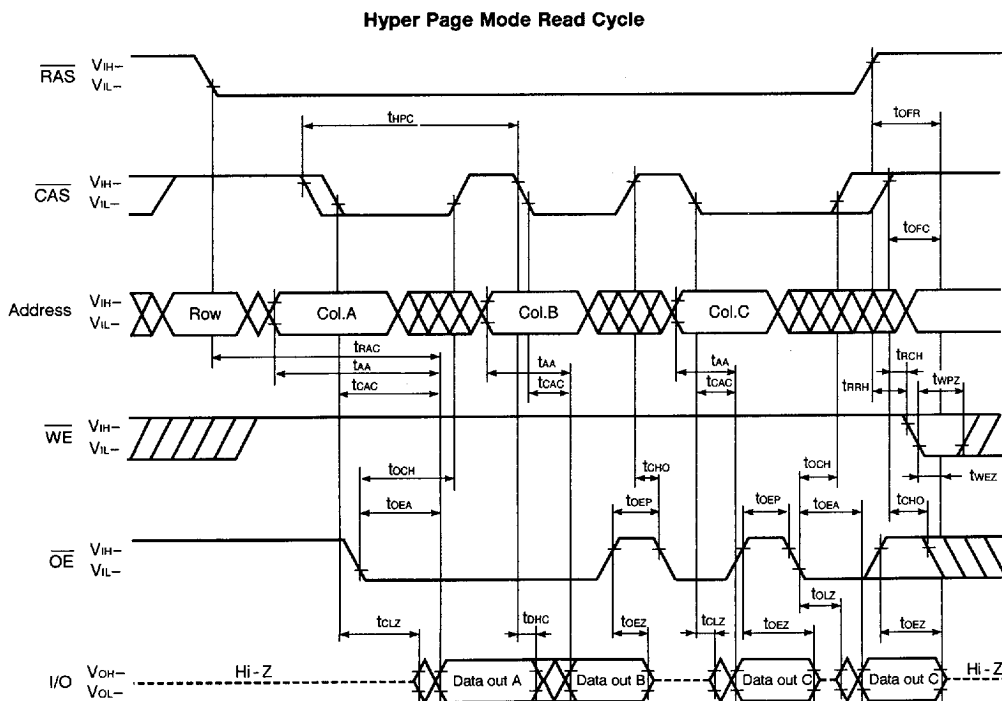 Hyper Page Mode Read Cycle
RAS VIH–
VIL–
tHPC tOFR
CAS VIH–
VIL–
tOFC
Address VIH–
VIL–
Row Col.A Col.B Col.C
tRAC
tAA tAA tAA
tCAC tCAC tCAC
tRCH
tRRH tWPZ
WE VIH–
VIL–
tWEZ
tOCH tCHO tOCH
tOEA tOEP tOEP tOEA tCHO
OE VIH–
VIL–
tOLZ
tCLZ tDHC tOEZ tCLZ tOEZ tOEZ
I/O VOH–
VOL–
Hi - Z Data out A Data out B Data out C Data out C Hi - Z